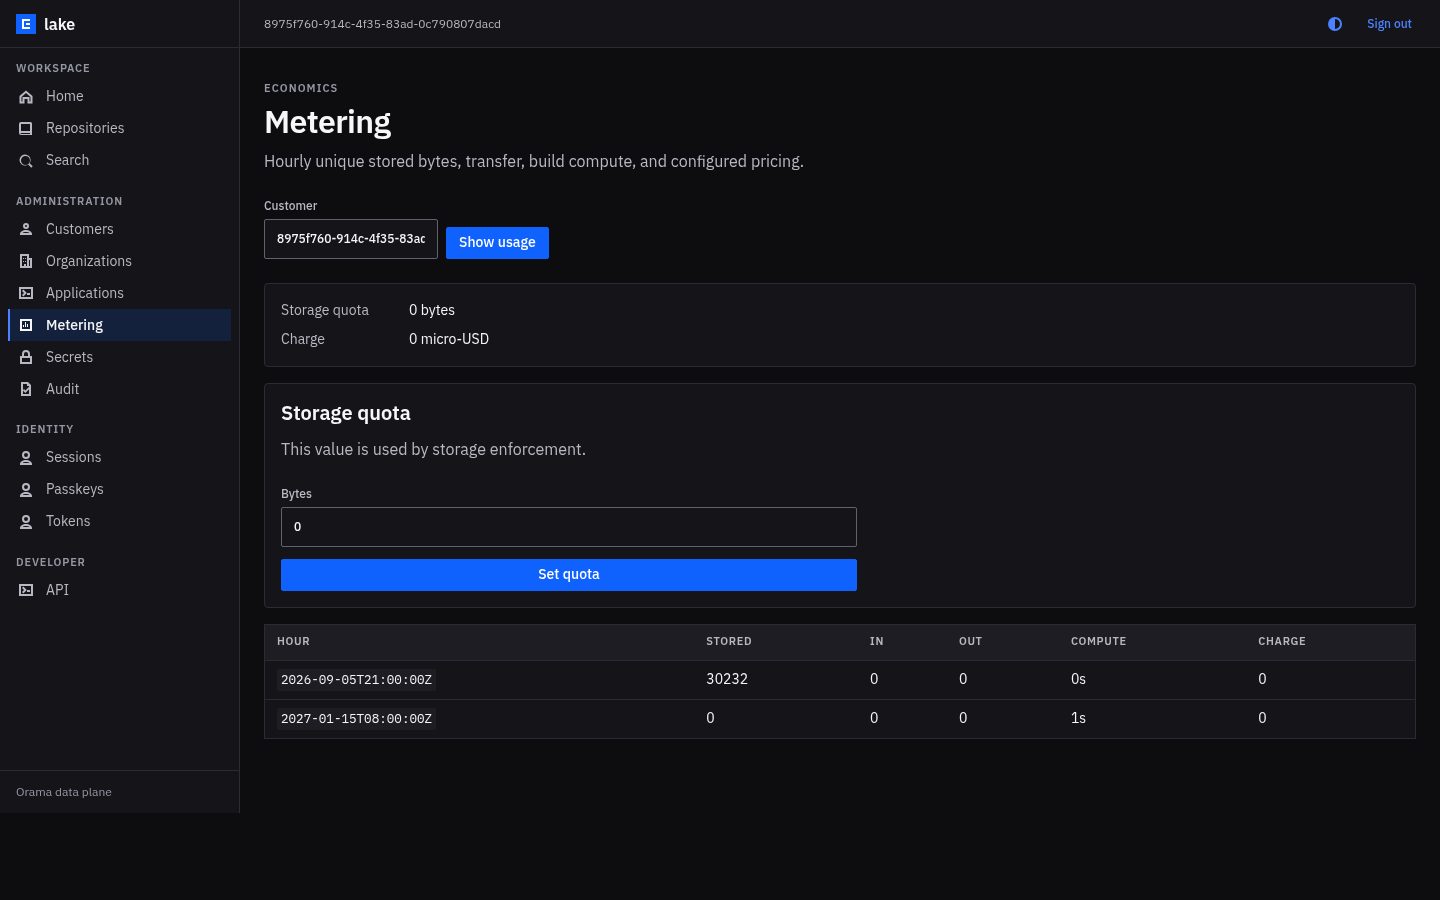 lake
8975f760-914c-4f35-83ad-0c790807dacd
Sign out
WORKSPACE
Home
Repositories
Search
ADMINISTRATION
Customers
Organizations
Applications
Metering
Secrets
Audit
IDENTITY
Sessions
Passkeys
Tokens
DEVELOPER
API
Orama data plane
ECONOMICS
Metering
Hourly unique stored bytes, transfer, build compute, and configured pricing.
Customer
8975f760-914c-4f35-83ad
Show usage
Storage quota 0 bytes
Charge 0 micro-USD
Storage quota
This value is used by storage enforcement.
Bytes
0
Set quota
HOUR STORED IN OUT COMPUTE CHARGE
2026-09-05T21:00:00Z 30232 0 0 0s 0
2027-01-15T08:00:00Z 0 0 0 1s 0